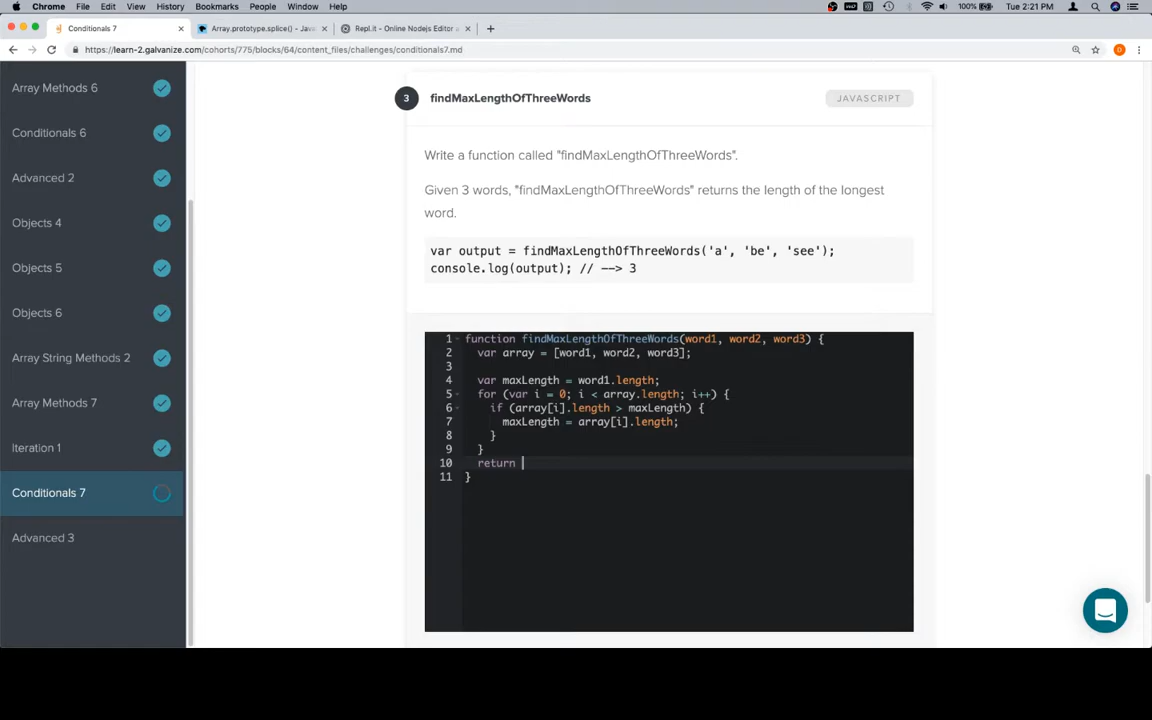 Chrome File Edit View History Bookmarks People Window Help 100% Tue 2:21 PM
Conditionals 7 Array.prototype.splice() - Java Repl.it - Online Nodejs Editor
https://learn-2.galvanize.com/cohorts/775/blocks/64/content_files/challenges/conditionals7.md
Array Methods 6
Conditionals 6
Advanced 2
Objects 4
Objects 5
Objects 6
Array String Methods 2
Array Methods 7
Iteration 1
Conditionals 7
Advanced 3
3 findMaxLengthOfThreeWords JAVASCRIPT
Write a function called "findMaxLengthOfThreeWords".
Given 3 words, "findMaxLengthOfThreeWords" returns the length of the longest
word.
var output = findMaxLengthOfThreeWords('a', 'be', 'see');
console.log(output); // --> 3
1 function findMaxLengthOfThreeWords(word1, word2, word3) {
2 var array = [word1, word2, word3];
3
4 var maxLength = word1.length;
5 for (var i = 0; i < array.length; i++) {
6 if (array[i].length > maxLength) {
7 maxLength = array[i].length;
8 }
9 }
10 return
11 }